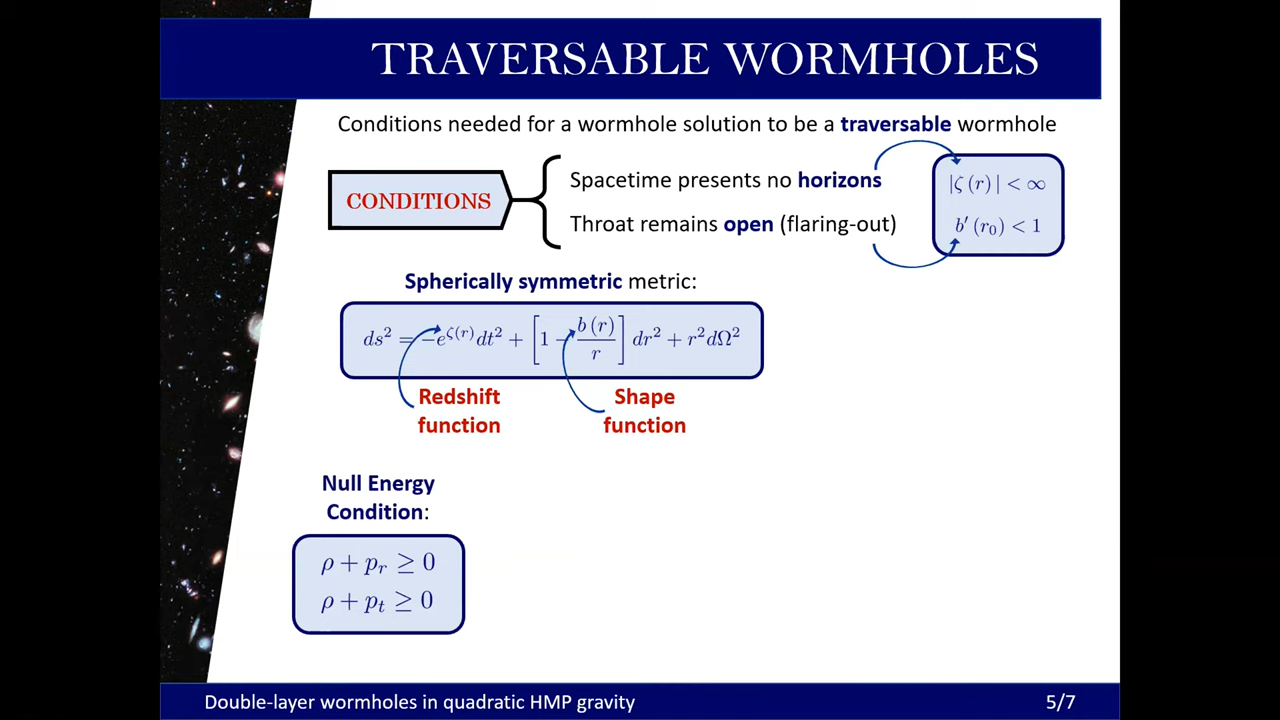 TRAVERSABLE WORMHOLES
Conditions needed for a wormhole solution to be a traversable wormhole
CONDITIONS
Spacetime presents no horizons
Throat remains open (flaring-out)
|ζ (r)| < ∞
b′ (r₀) < 1
Spherically symmetric metric:
ds² = −e^{ζ(r)}dt² + [1 − b (r)/r] dr² + r²dΩ²
Redshift
function
Shape
function
Null Energy
Condition:
ρ + pᵣ ≥ 0
ρ + pₜ ≥ 0
Double-layer wormholes in quadratic HMP gravity
5/7